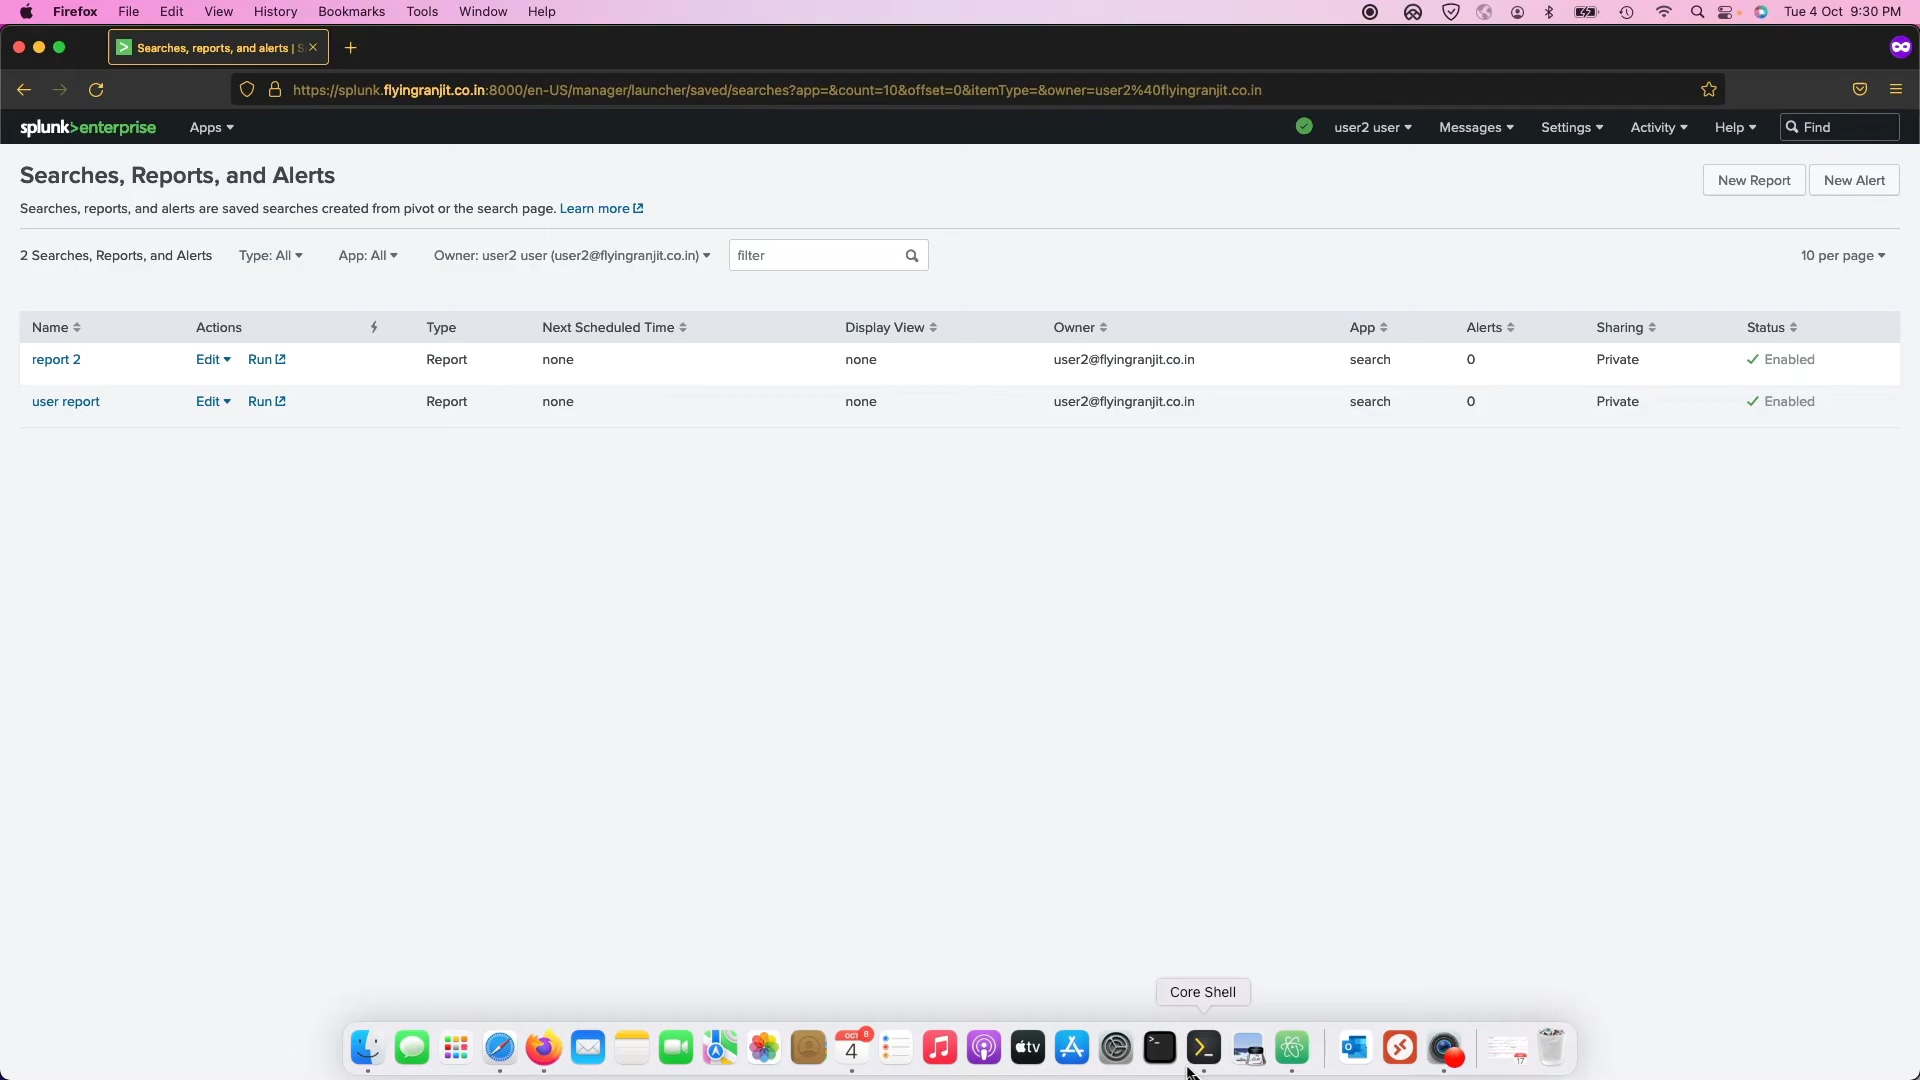 Firefox File Edit View History Bookmarks Tools Window Help Tue 4 Oct 9:30 PM
Searches, reports, and alerts | S
https://splunk.flyingranjit.co.in:8000/en-US/manager/launcher/saved/searches?app=&count=10&offset=0&itemType=&owner=user2%40flyingranjit.co.in
splunk>enterprise Apps user2 user Messages Settings Activity Help Find
Searches, Reports, and Alerts New Report New Alert
Searches, reports, and alerts are saved searches created from pivot or the search page. Learn more
2 Searches, Reports, and Alerts Type: All App: All Owner: user2 user (user2@flyingranjit.co.in) filter 10 per page
Name Actions Type Next Scheduled Time Display View Owner App Alerts Sharing Status
report 2 Edit Run Report none none user2@flyingranjit.co.in search 0 Private Enabled
user report Edit Run Report none none user2@flyingranjit.co.in search 0 Private Enabled
Core Shell
OCT 8
4
tv
17